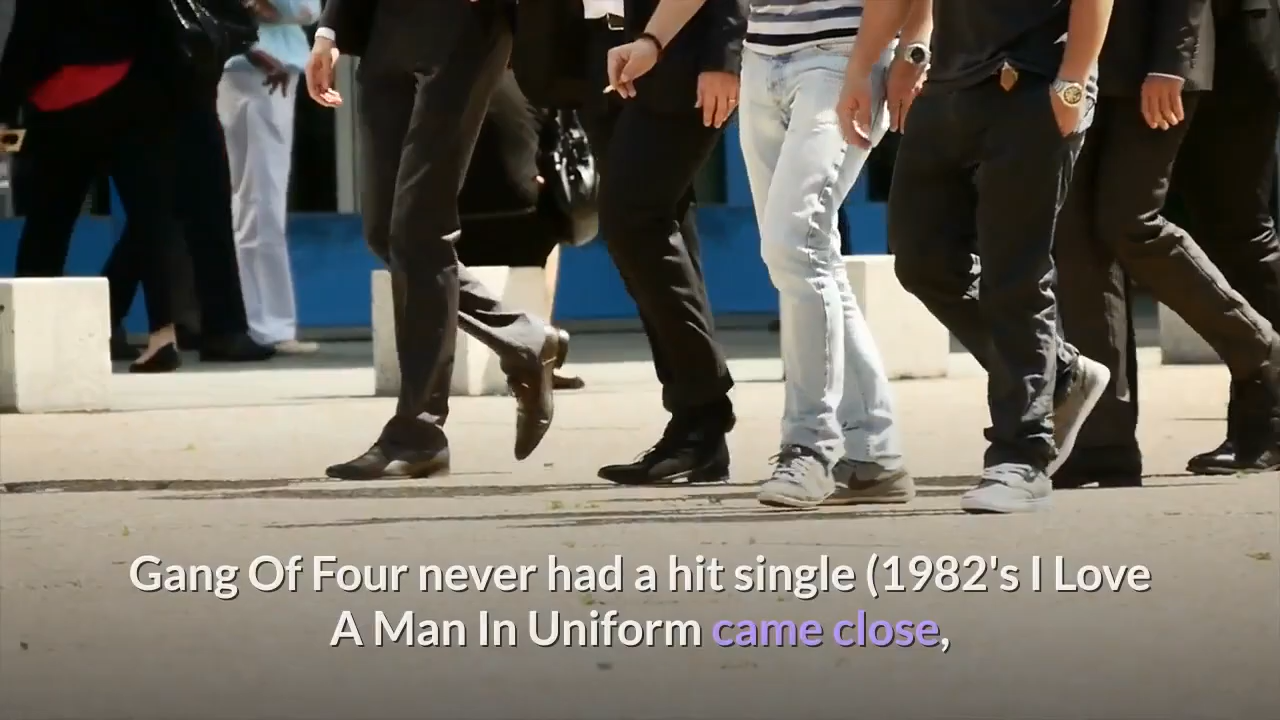 Gang Of Four never had a hit single (1982's I Love
A Man In Uniform came close,